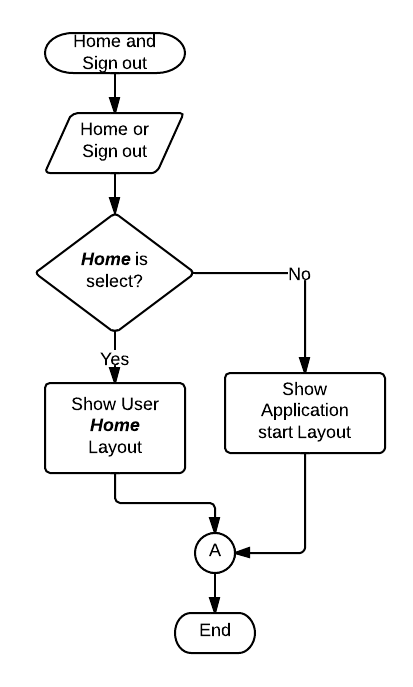 Home and
Sign out
Home or
Sign out
Home is
select?
No
Yes
Show User
Home
Layout
Show
Application
start Layout
A
End